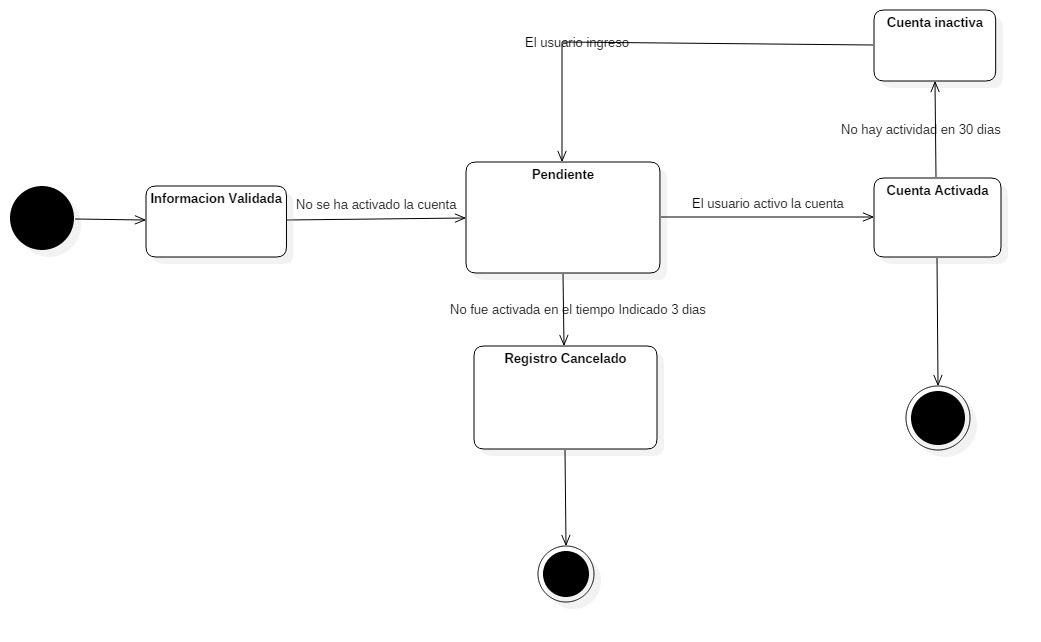 Cuenta inactiva
El usuario ingreso
No hay actividad en 30 dias
Pendiente
Cuenta Activada
Informacion Validada
No se ha activado la cuenta
El usuario activo la cuenta
No fue activada en el tiempo Indicado 3 dias
Registro Cancelado